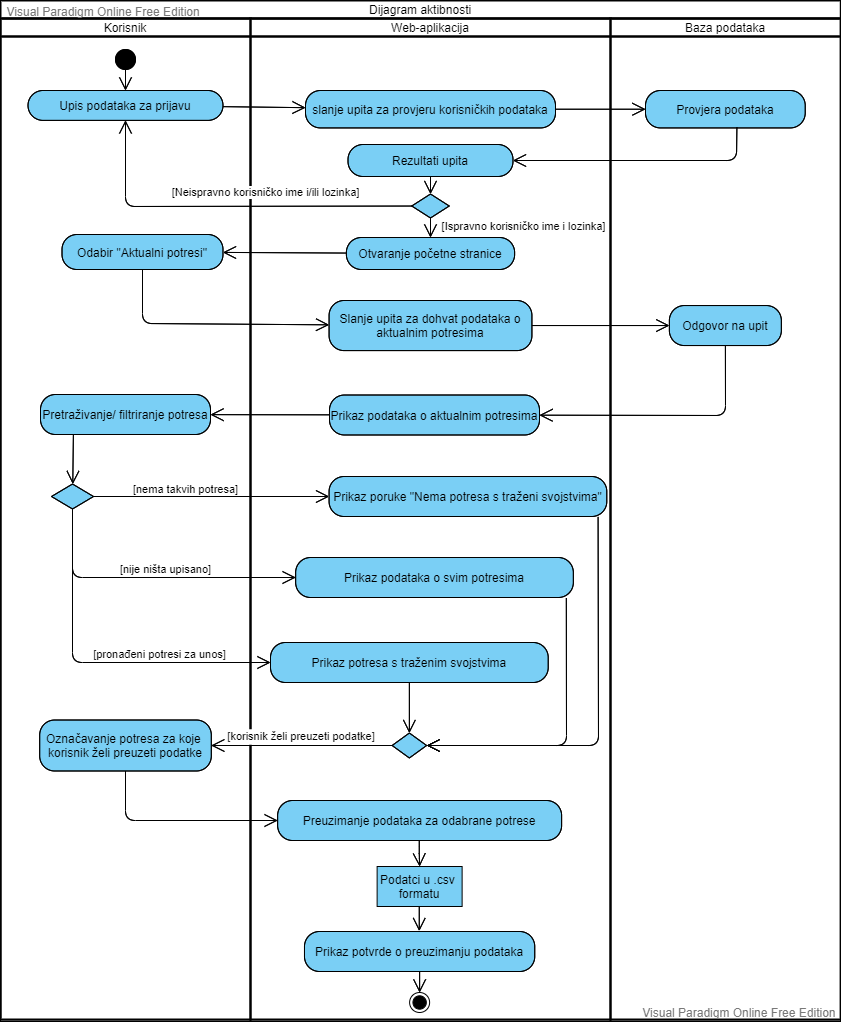 Visual Paradigm Online Free Edition
Dijagram aktibnosti
Korisnik
Web-aplikacija
Baza podataka
Upis podataka za prijavu
slanje upita za provjeru korisničkih podataka
Provjera podataka
Rezultati upita
[Neispravno korisničko ime i/ili lozinka]
[Ispravno korisničko ime i lozinka]
Odabir "Aktualni potresi"
Otvaranje početne stranice
Slanje upita za dohvat podataka o
aktualnim potresima
Odgovor na upit
Pretraživanje/ filtriranje potresa
Prikaz podataka o aktualnim potresima
[nema takvih potresa]
Prikaz poruke "Nema potresa s traženi svojstvima"
[nije ništa upisano]
Prikaz podataka o svim potresima
[pronađeni potresi za unos]
Prikaz potresa s traženim svojstvima
[korisnik želi preuzeti podatke]
Označavanje potresa za koje
korisnik želi preuzeti podatke
Preuzimanje podataka za odabrane potrese
Podatci u .csv
formatu
Prikaz potvrde o preuzimanju podataka
Visual Paradigm Online Free Edition